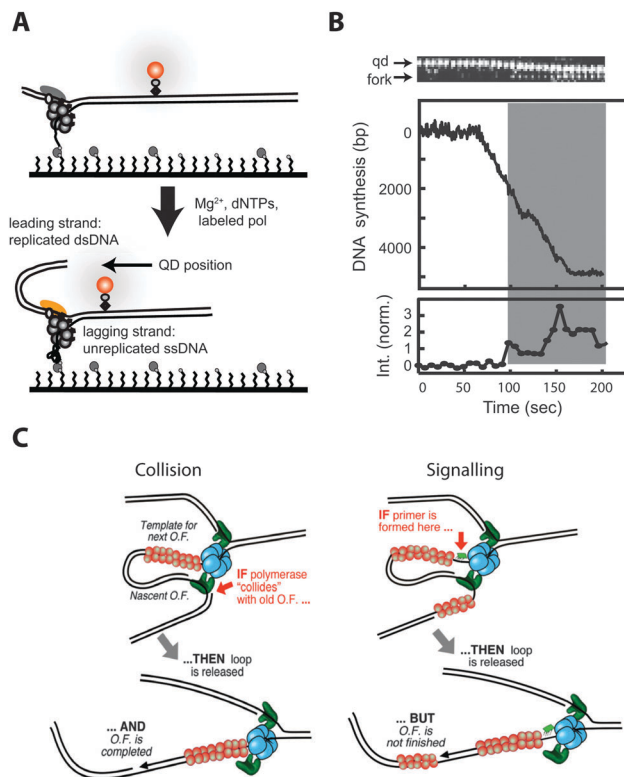 A
Mg²⁺, dNTPs,
labeled pol
leading strand:
replicated dsDNA
QD position
lagging strand:
unreplicated ssDNA
B
qd
fork
DNA synthesis (bp)
0
2000
4000
Int. (norm.)
3
2
1
0
0
50
100
150
200
Time (sec)
C
Collision
Template for
next O.F.
Nascent O.F.
IF polymerase
"collides"
with old O.F. ...
...THEN loop
is released
... AND
O.F. is
completed
Signalling
IF primer is
formed here ...
...THEN loop
is released
... BUT
O.F. is
not finished